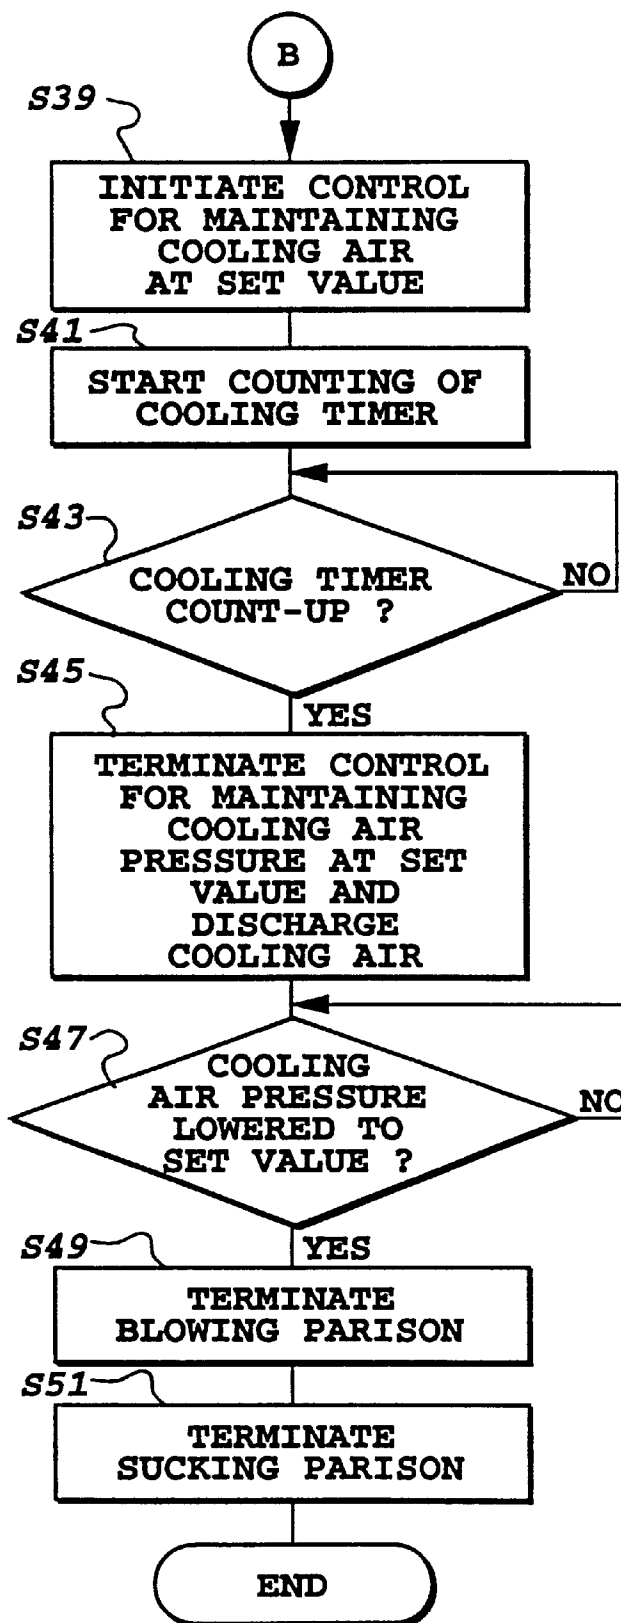 B
S39
INITIATE CONTROL
FOR MAINTAINING
COOLING AIR
AT SET VALUE
S41
START COUNTING OF
COOLING TIMER
S43
COOLING TIMER
COUNT-UP ?
NO
YES
S45
TERMINATE CONTROL
FOR MAINTAINING
COOLING AIR
PRESSURE AT SET
VALUE AND
DISCHARGE
COOLING AIR
S47
COOLING
AIR PRESSURE
LOWERED TO
SET VALUE ?
NO
YES
S49
TERMINATE
BLOWING PARISON
S51
TERMINATE
SUCKING PARISON
END